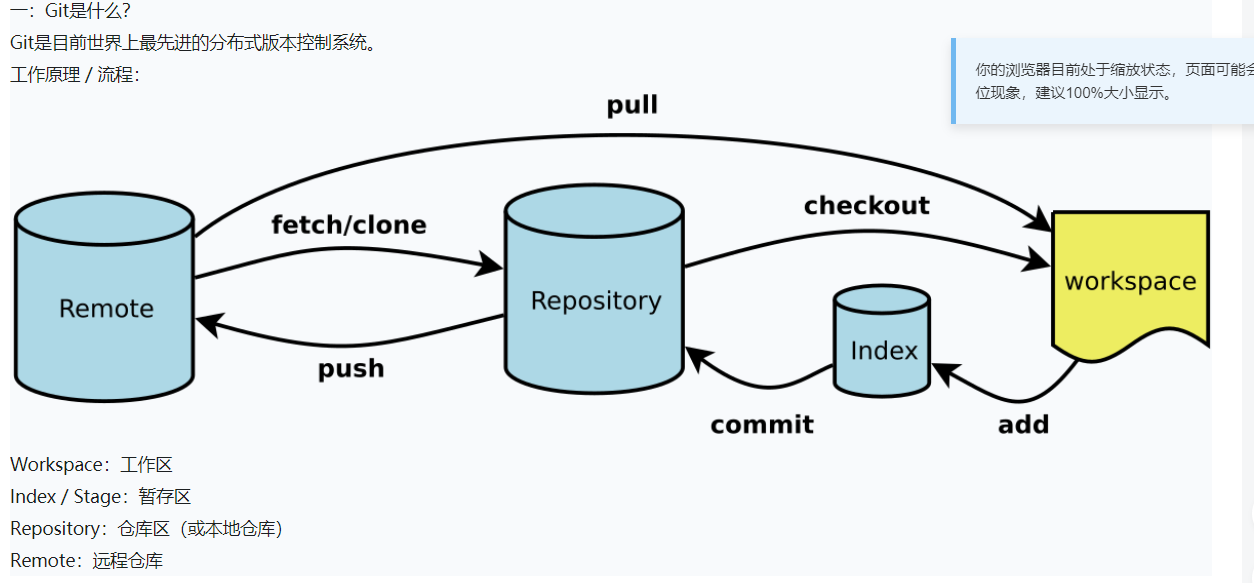 一：Git是什么？
Git是目前世界上最先进的分布式版本控制系统。
工作原理 / 流程：
你的浏览器目前处于缩放状态，页面可能会
位现象，建议100%大小显示。
pull
fetch/clone
checkout
Remote
Repository
workspace
Index
push
commit
add
Workspace：工作区
Index / Stage：暂存区
Repository：仓库区（或本地仓库）
Remote：远程仓库